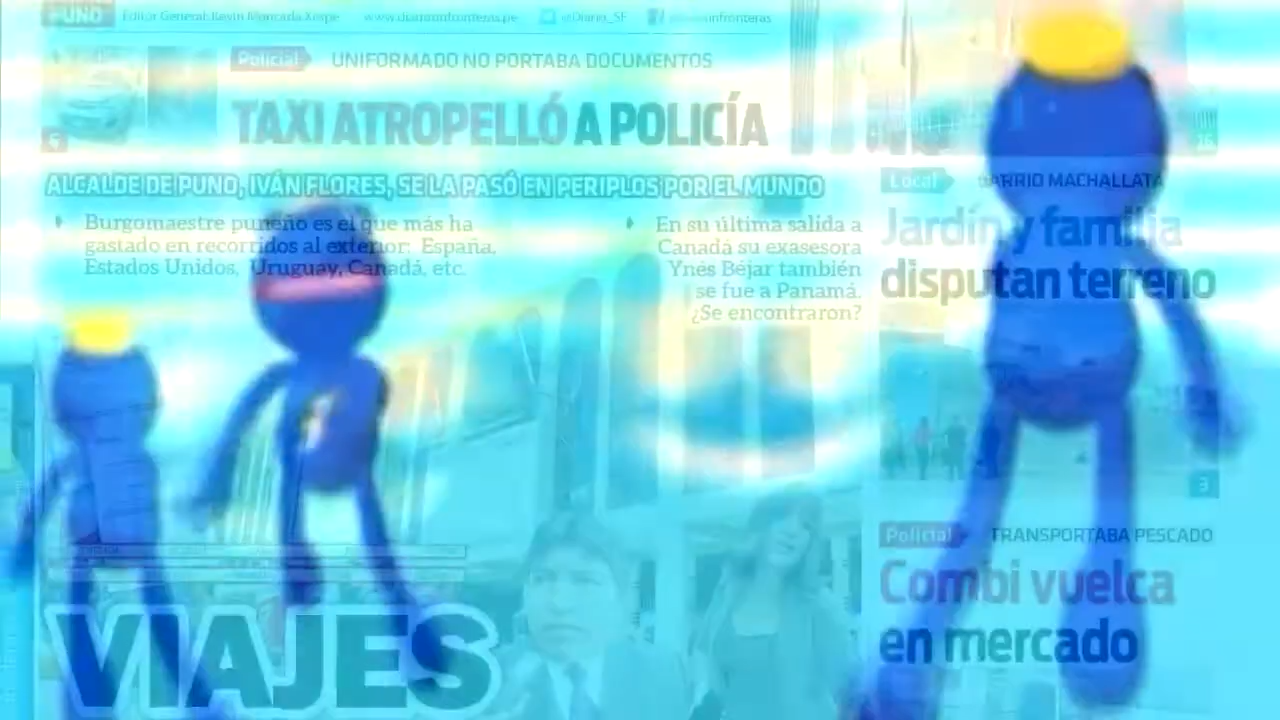 PUNO Editor General: Kevin Moncada Xespe www.diariosinfronteras.pe @Diario_SF
Policial UNIFORMADO NO PORTABA DOCUMENTOS
TAXI ATROPELLÓ A POLICÍA
ALCALDE DE PUNO, IVÁN FLORES, SE LA PASÓ EN PERIPLOS POR EL MUNDO
Burgomaestre puneño es el que más ha
gastado en recorridos al exterior: España,
Estados Unidos, Uruguay, Canadá, etc.
En su última salida a
Canadá su exasesora
Ynés Béjar también
se fue a Panamá.
¿Se encontraron?
VIAJES
Local BARRIO MACHALLATA
Jardín y familia
disputan terreno
3
Policial TRANSPORTABA PESCADO
Combi vuelca
en mercado